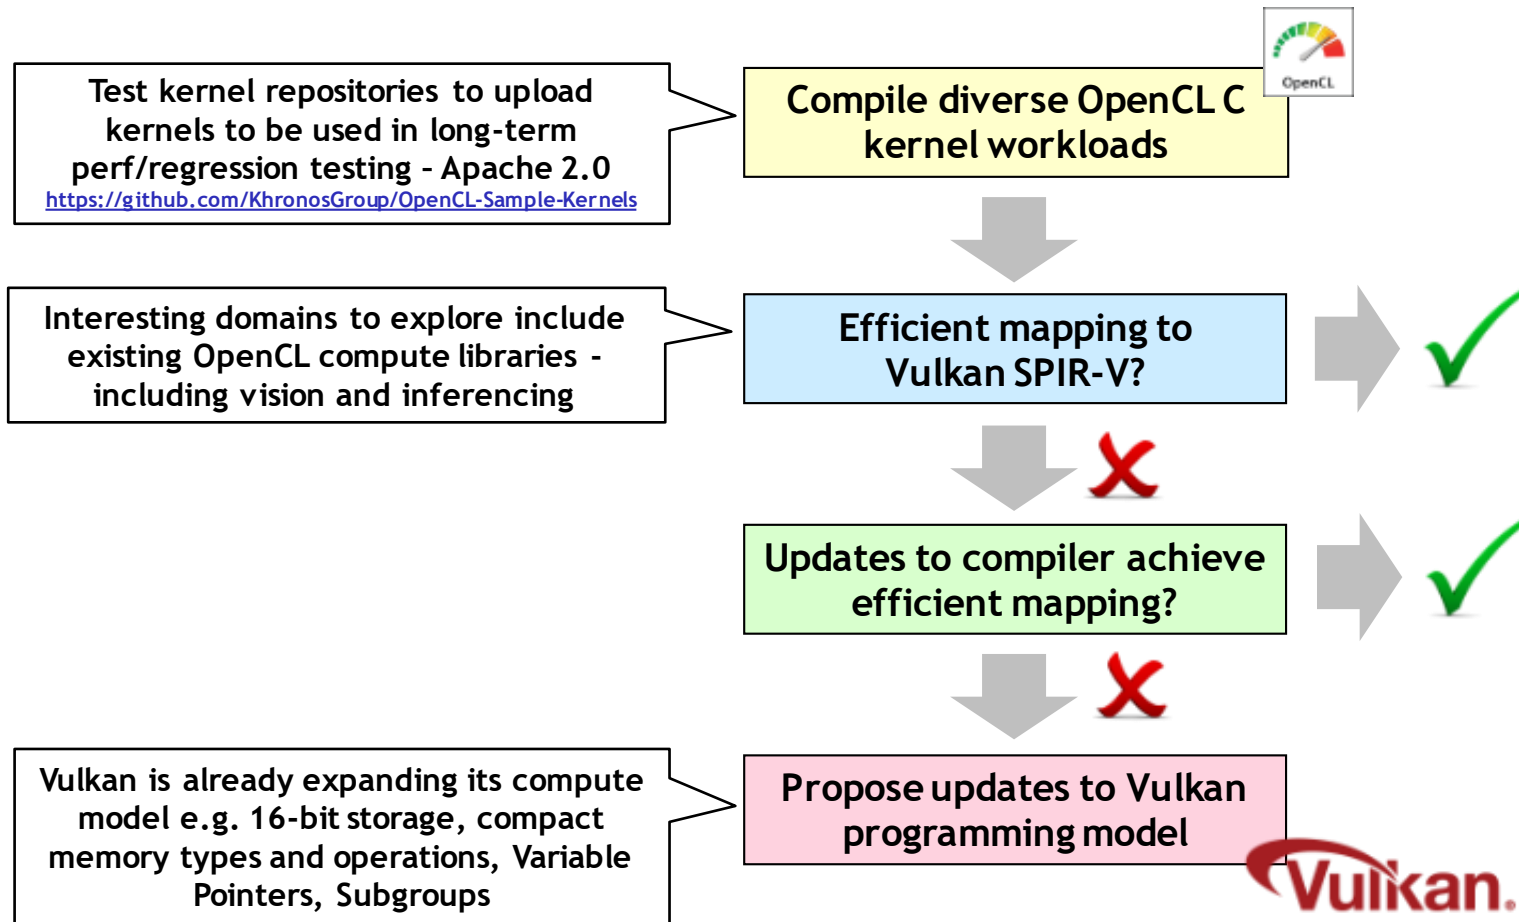 OpenCL
Test kernel repositories to upload
kernels to be used in long-term
perf/regression testing – Apache 2.0
https://github.com/KhronosGroup/OpenCL-Sample-Kernels
Compile diverse OpenCL C
kernel workloads
Interesting domains to explore include
existing OpenCL compute libraries -
including vision and inferencing
Efficient mapping to
Vulkan SPIR-V?
Updates to compiler achieve
efficient mapping?
Vulkan is already expanding its compute
model e.g. 16-bit storage, compact
memory types and operations, Variable
Pointers, Subgroups
Propose updates to Vulkan
programming model
Vulkan.